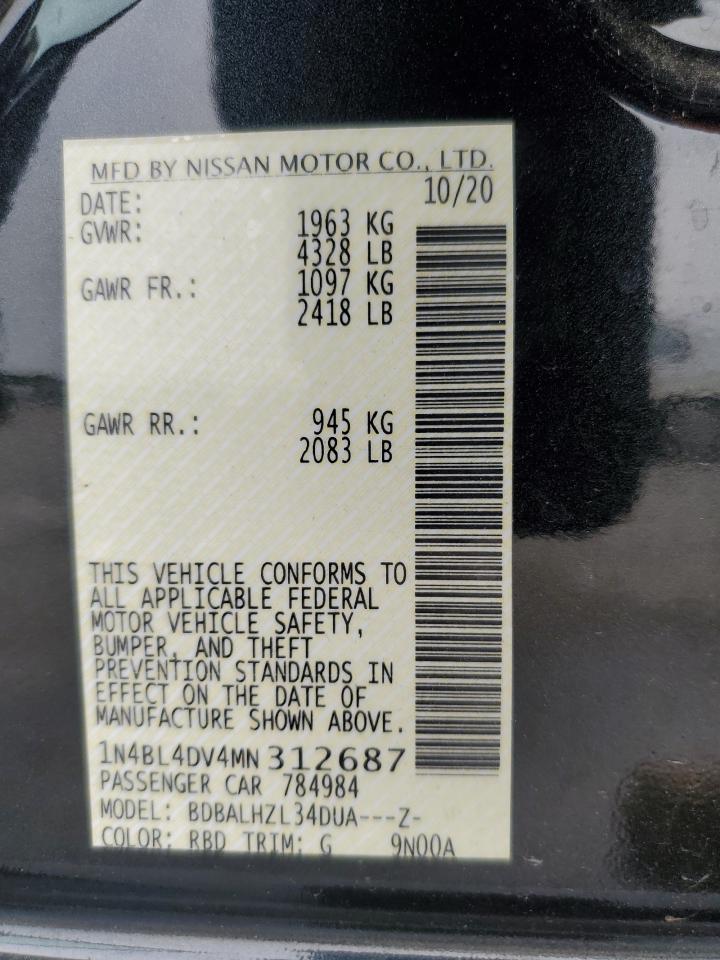 MFD BY NISSAN MOTOR CO., LTD.
DATE: 10/20
GVWR: 1963 KG
4328 LB
GAWR FR.: 1097 KG
2418 LB
GAWR RR.: 945 KG
2083 LB
THIS VEHICLE CONFORMS TO
ALL APPLICABLE FEDERAL
MOTOR VEHICLE SAFETY,
BUMPER, AND THEFT
PREVENTION STANDARDS IN
EFFECT ON THE DATE OF
MANUFACTURE SHOWN ABOVE.
1N4BL4DV4MN 312687
PASSENGER CAR 784984
MODEL: BDBALHZL34DUA---Z-
COLOR: RBD TRIM: G 9N00A